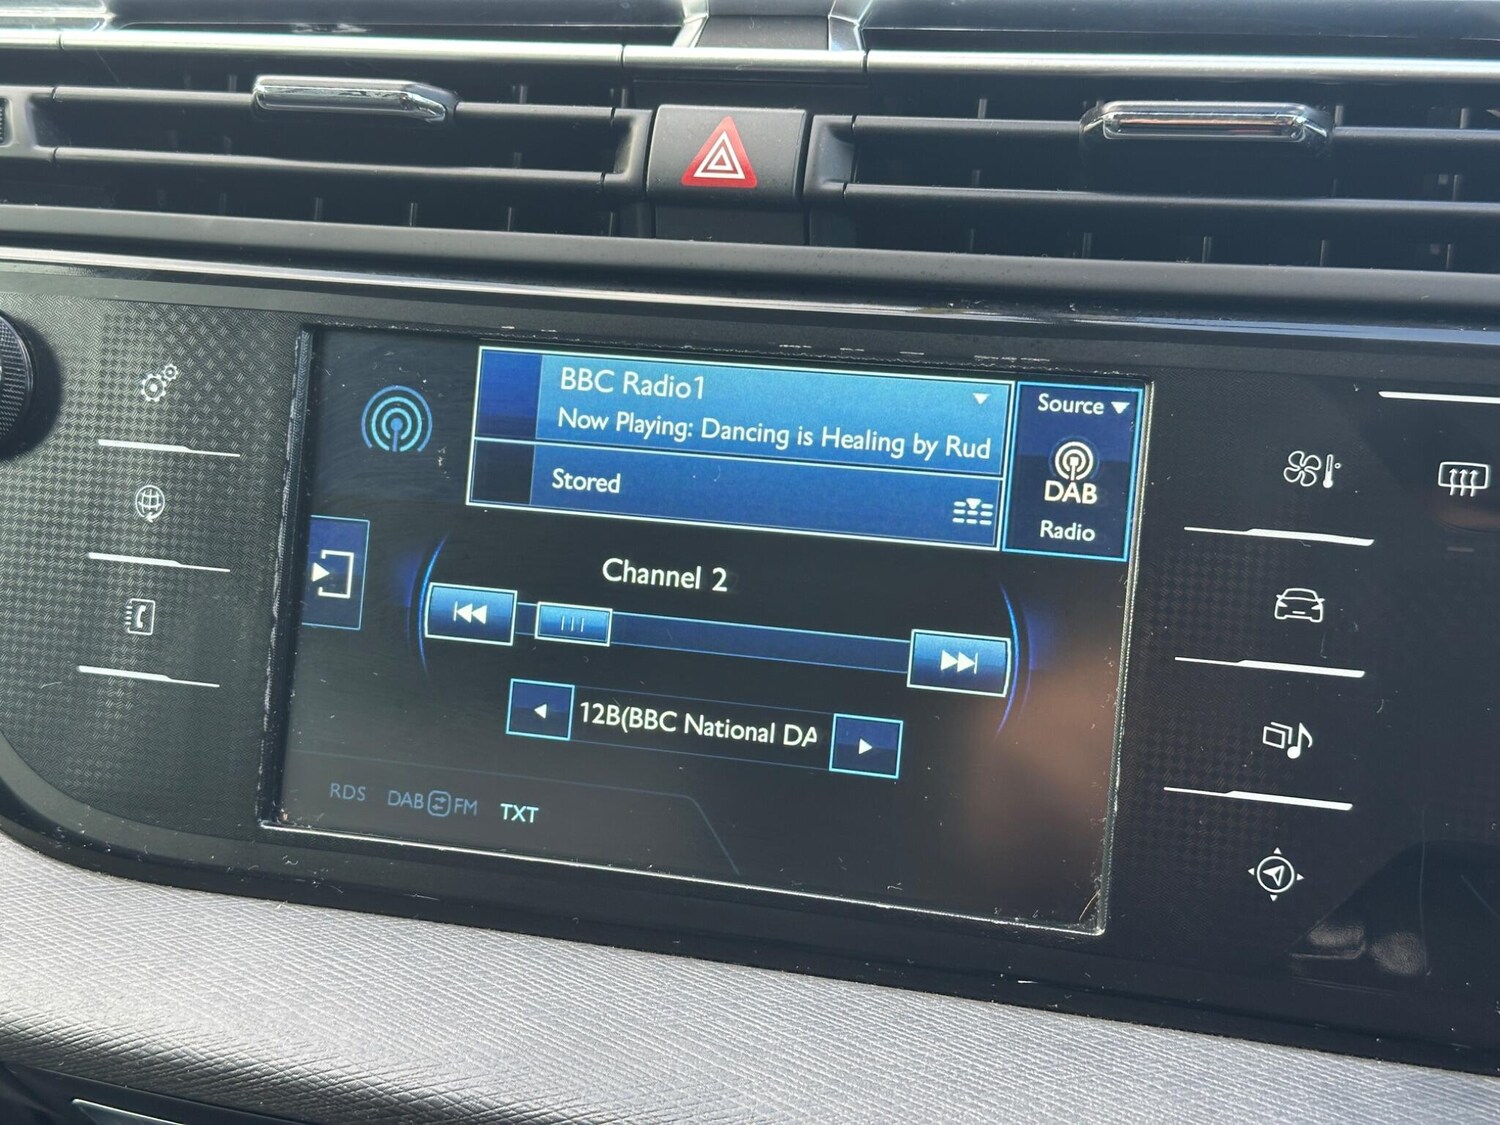 BBC Radio1
Now Playing: Dancing is Healing by Rud
Stored
Source
DAB
Radio
Channel 2
12B(BBC National DA
RDS
DAB FM
TXT